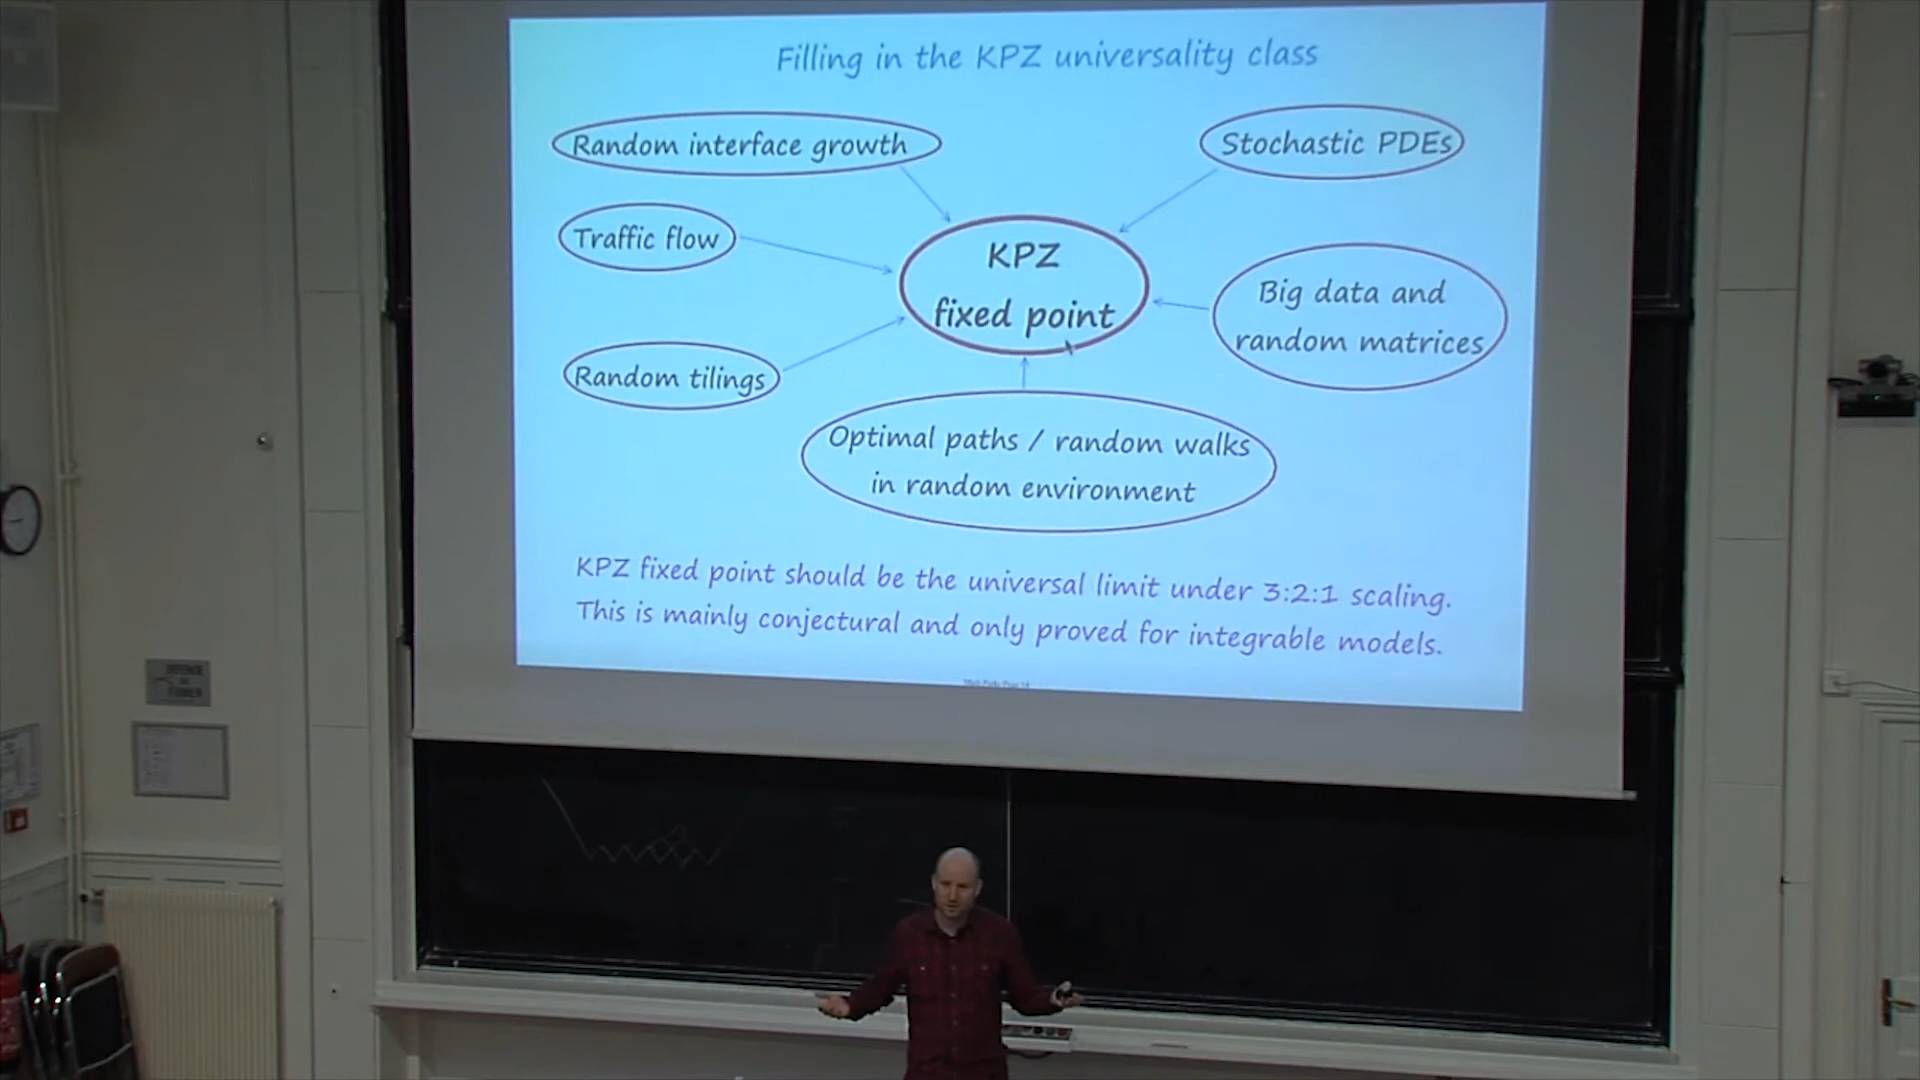 Filling in the KPZ universality class
Random interface growth
Stochastic PDEs
Traffic flow
KPZ
fixed point
Big data and
random matrices
Random tilings
Optimal paths / random walks
in random environment
KPZ fixed point should be the universal limit under 3:2:1 scaling.
This is mainly conjectural and only proved for integrable models.